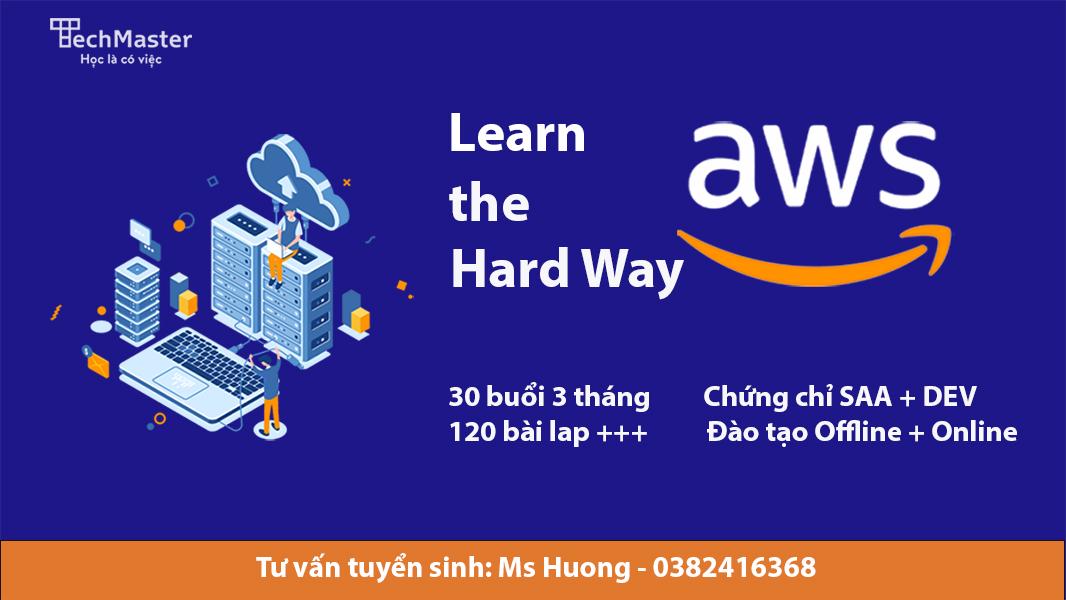 TechMaster
Học là có việc
Learn
the
Hard Way
aws
30 buổi 3 tháng
120 bài lap +++
Chứng chỉ SAA + DEV
Đào tạo Offline + Online
Tư vấn tuyển sinh: Ms Huong - 0382416368